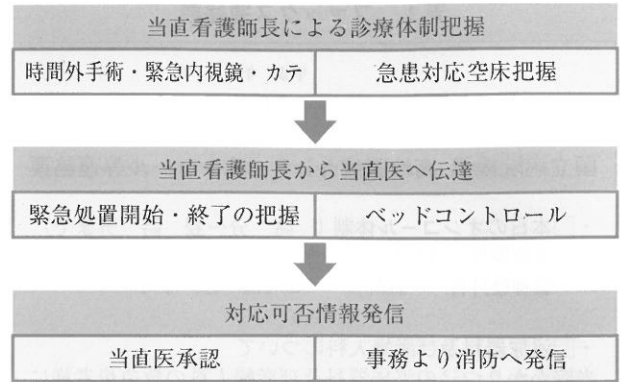 当直看護師長による診療体制把握
時間外手術・緊急内視鏡・カテ
急患対応空床把握
当直看護師長から当直医へ伝達
緊急処置開始・終了の把握
ベッドコントロール
対応可否情報発信
当直医承認
事務より消防へ発信